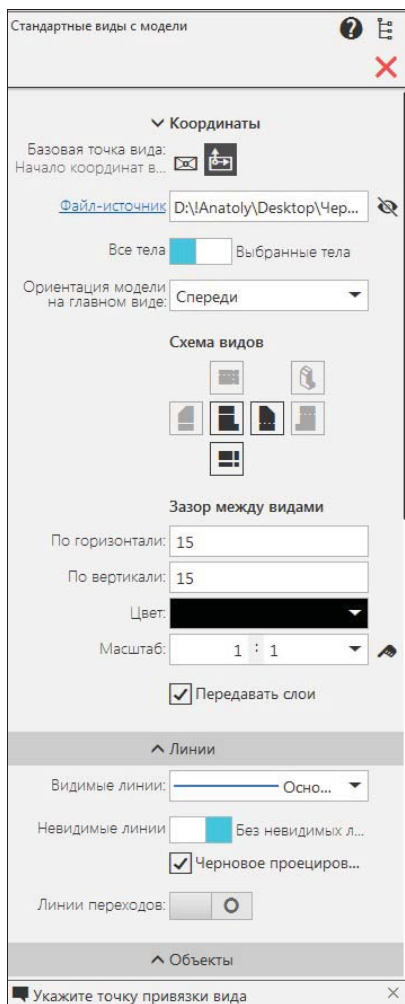 Стандартные виды с модели
Координаты
Базовая точка вида:
Начало координат в...
Файл-источник D:\!Anatoly\Desktop\Чер...
Все тела Выбранные тела
Ориентация модели
на главном виде: Спереди
Схема видов
Зазор между видами
По горизонтали: 15
По вертикали: 15
Цвет:
Масштаб: 1 : 1
Передавать слои
Линии
Видимые линии: Осно...
Невидимые линии Без невидимых л...
Черновое проециров...
Линии переходов:
Объекты
Укажите точку привязки вида